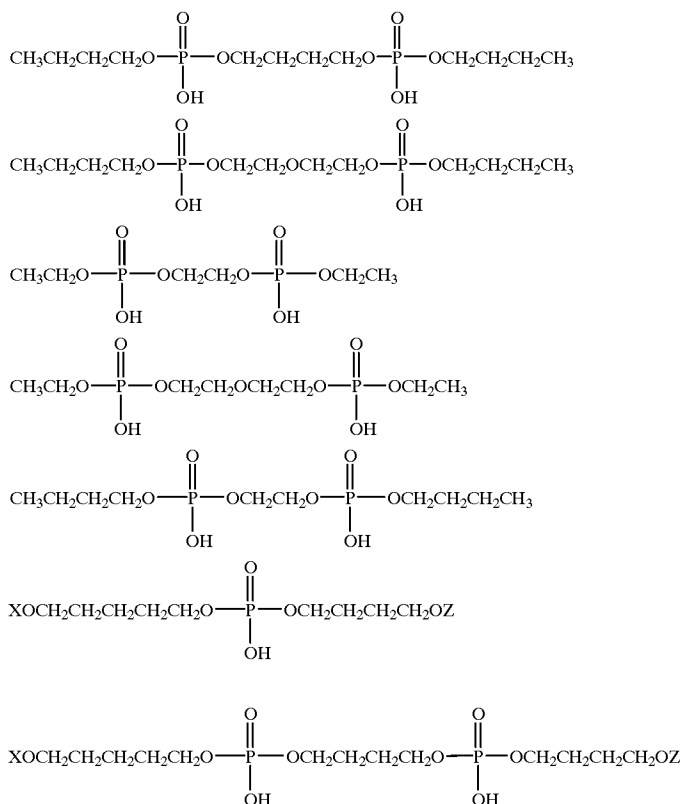 O O
CH₃CH₂CH₂CH₂O—P—OCH₂CH₂CH₂CH₂O—P—OCH₂CH₂CH₂CH₃
OH OH
O O
CH₃CH₂CH₂CH₂O—P—OCH₂CH₂OCH₂CH₂O—P—OCH₂CH₂CH₂CH₃
OH OH
O O
CH₃CH₂O—P—OCH₂CH₂O—P—OCH₂CH₃
OH OH
O O
CH₃CH₂O—P—OCH₂CH₂OCH₂CH₂O—P—OCH₂CH₃
OH OH
O O
CH₃CH₂CH₂CH₂O—P—OCH₂CH₂O—P—OCH₂CH₂CH₂CH₃
OH OH
O
XOCH₂CH₂CH₂CH₂CH₂O—P—OCH₂CH₂CH₂CH₂OZ
OH
O O
XOCH₂CH₂CH₂CH₂CH₂O—P—OCH₂CH₂CH₂CH₂O—P—OCH₂CH₂CH₂CH₂OZ
OH OH